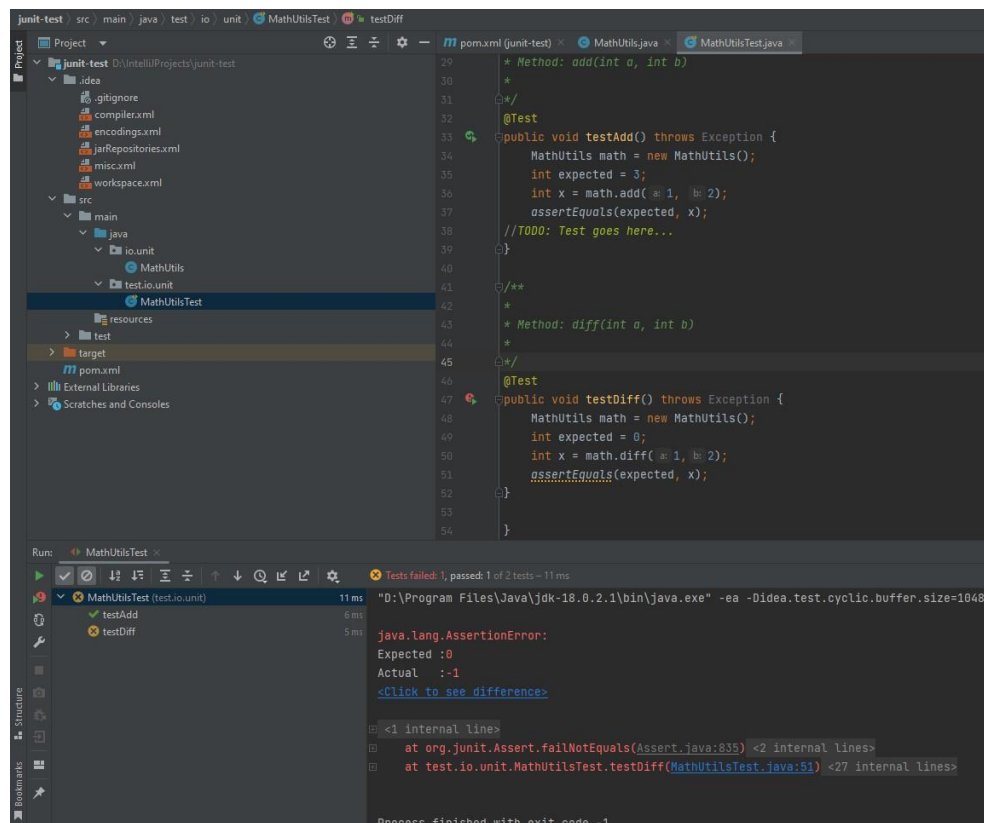 junit-test › src › main › java › test › io › unit › MathUtilsTest › testDiff
Project
pom.xml (junit-test)
MathUtils.java
MathUtilsTest.java
Project
junit-test D:\IntelliJProjects\junit-test
.idea
.gitignore
compiler.xml
encodings.xml
jarRepositories.xml
misc.xml
workspace.xml
src
main
java
io.unit
MathUtils
test.io.unit
MathUtilsTest
resources
test
target
pom.xml
External Libraries
Scratches and Consoles
29 * Method: add(int a, int b)
30 *
31 */
32 @Test
33 public void testAdd() throws Exception {
34 MathUtils math = new MathUtils();
35 int expected = 3;
36 int x = math.add( a: 1, b: 2);
37 assertEquals(expected, x);
38 //TODO: Test goes here...
39 }
40
41 /**
42 *
43 * Method: diff(int a, int b)
44 *
45 */
46 @Test
47 public void testDiff() throws Exception {
48 MathUtils math = new MathUtils();
49 int expected = 0;
50 int x = math.diff( a: 1, b: 2);
51 assertEquals(expected, x);
52 }
53
54 }
Run: MathUtilsTest
Tests failed: 1, passed: 1 of 2 tests – 11 ms
MathUtilsTest (test.io.unit) 11 ms
testAdd 6 ms
testDiff 5 ms
"D:\Program Files\Java\jdk-18.0.2.1\bin\java.exe" -ea -Didea.test.cyclic.buffer.size=1048
java.lang.AssertionError:
Expected :0
Actual :-1
<Click to see difference>
<1 internal line>
at org.junit.Assert.failNotEquals(Assert.java:835) <2 internal lines>
at test.io.unit.MathUtilsTest.testDiff(MathUtilsTest.java:51) <27 internal lines>
Process finished with exit code -1
Structure
Bookmarks